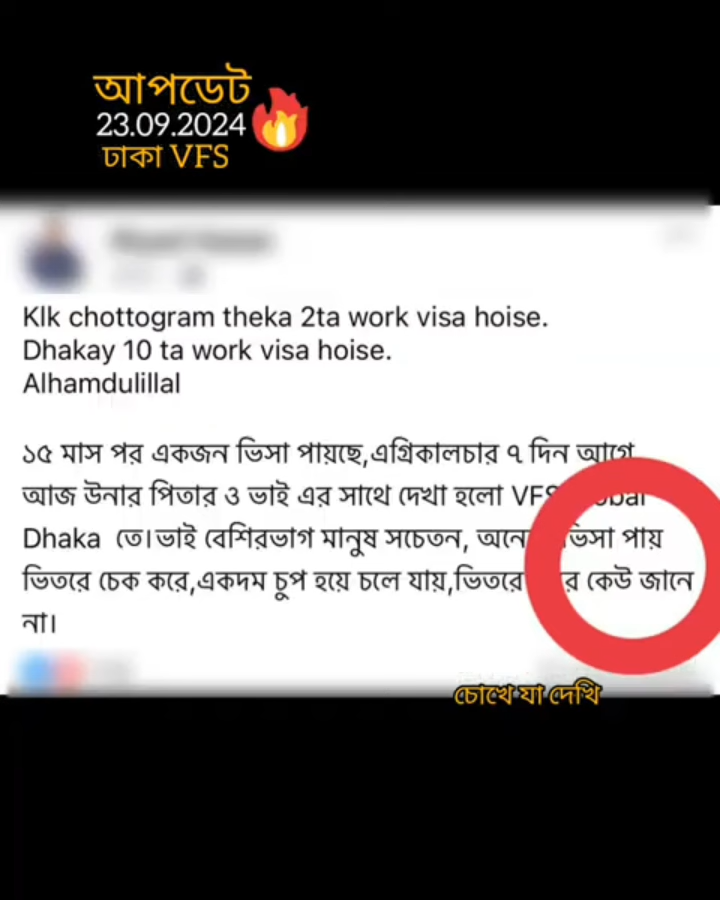 আপডেট
23.09.2024
ঢাকা VFS
Klk chottogram theka 2ta work visa hoise.
Dhakay 10 ta work visa hoise.
Alhamdulillal
১৫ মাস পর একজন ভিসা পায়ছে,এগ্রিকালচার ৭ দিন আগে
আজ উনার পিতার ও ভাই এর সাথে দেখা হলো VFS
Dhaka তে।ভাই বেশিরভাগ মানুষ সচেতন, ভিসা পায়
ভিতরে চেক করে,একদম চুপ হয়ে চলে যায়,ভিতরে কেউ জানে
না।
চোখে যা দেখি